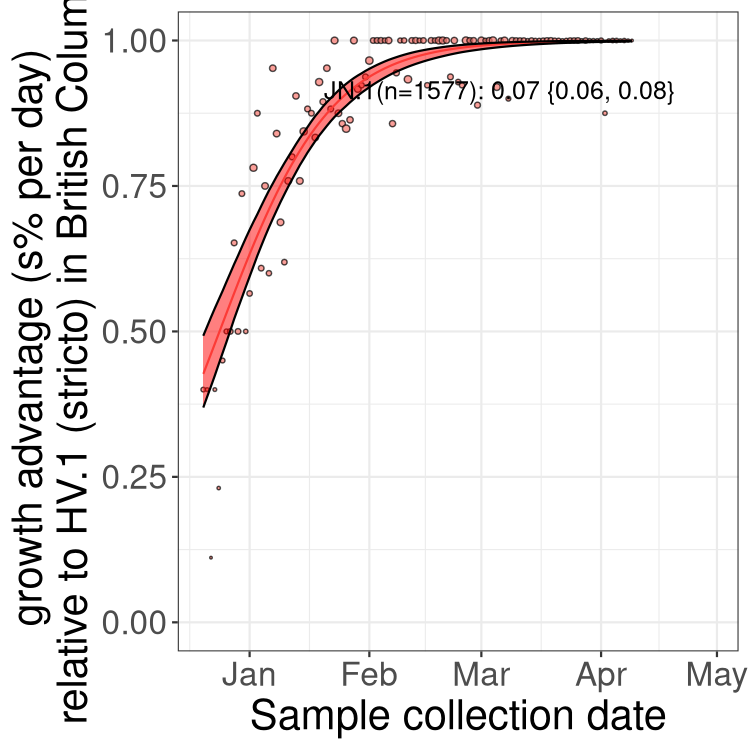 growth advantage (s% per day)
relative to HV.1 (stricto) in British Colum
1.00
0.75
0.50
0.25
0.00
JN.1(n=1577): 0.07 {0.06, 0.08}
Jan Feb Mar Apr May
Sample collection date